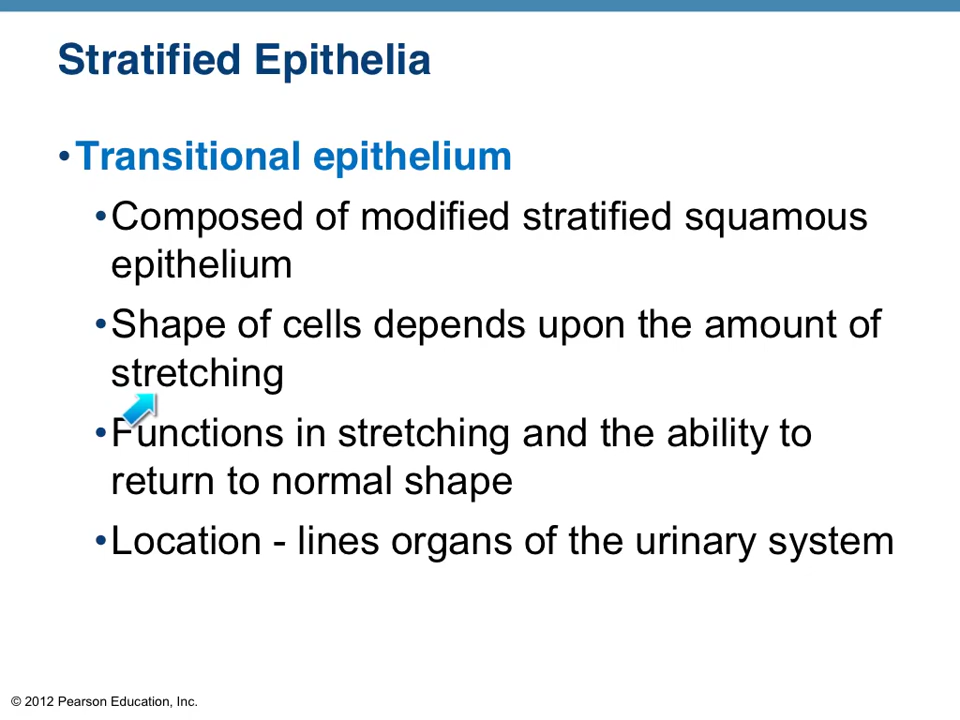 Stratified Epithelia
•Transitional epithelium
•Composed of modified stratified squamous
epithelium
•Shape of cells depends upon the amount of
stretching
•Functions in stretching and the ability to
return to normal shape
•Location - lines organs of the urinary system
© 2012 Pearson Education, Inc.